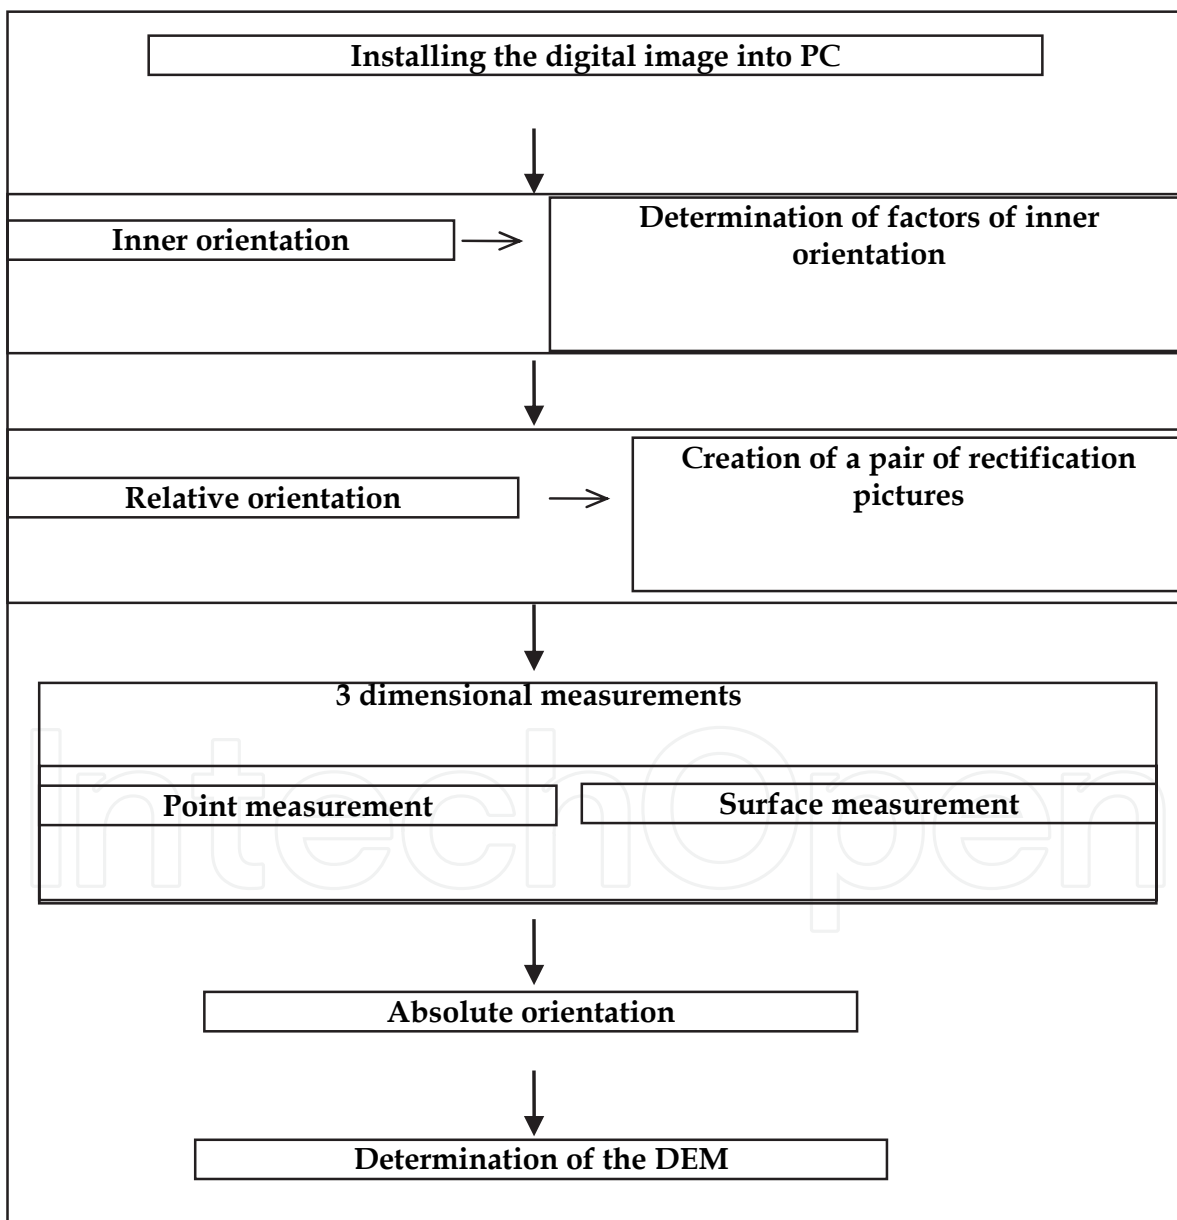 Installing the digital image into PC
Inner orientation
Determination of factors of inner
orientation
Relative orientation
Creation of a pair of rectification
pictures
3 dimensional measurements
Point measurement
Surface measurement
IntechOpen
Absolute orientation
Determination of the DEM